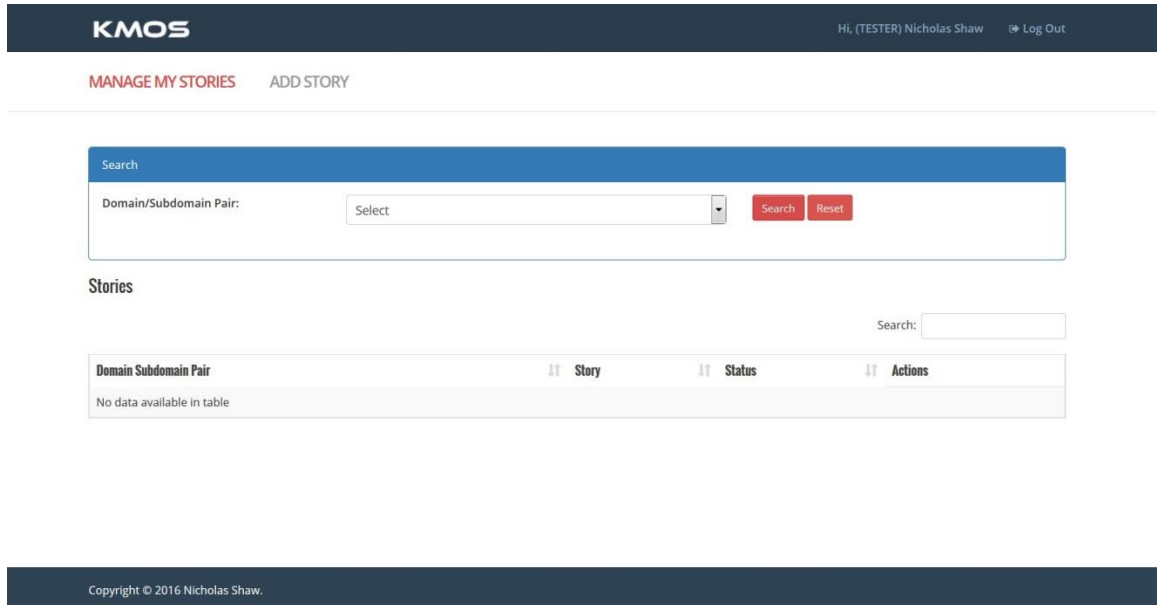 KMOS
Hi, (TESTER) Nicholas Shaw Log Out
MANAGE MY STORIES ADD STORY
Search
Domain/Subdomain Pair: Select Search Reset
Stories
Search:
Domain Subdomain Pair Story Status Actions
No data available in table
Copyright © 2016 Nicholas Shaw.